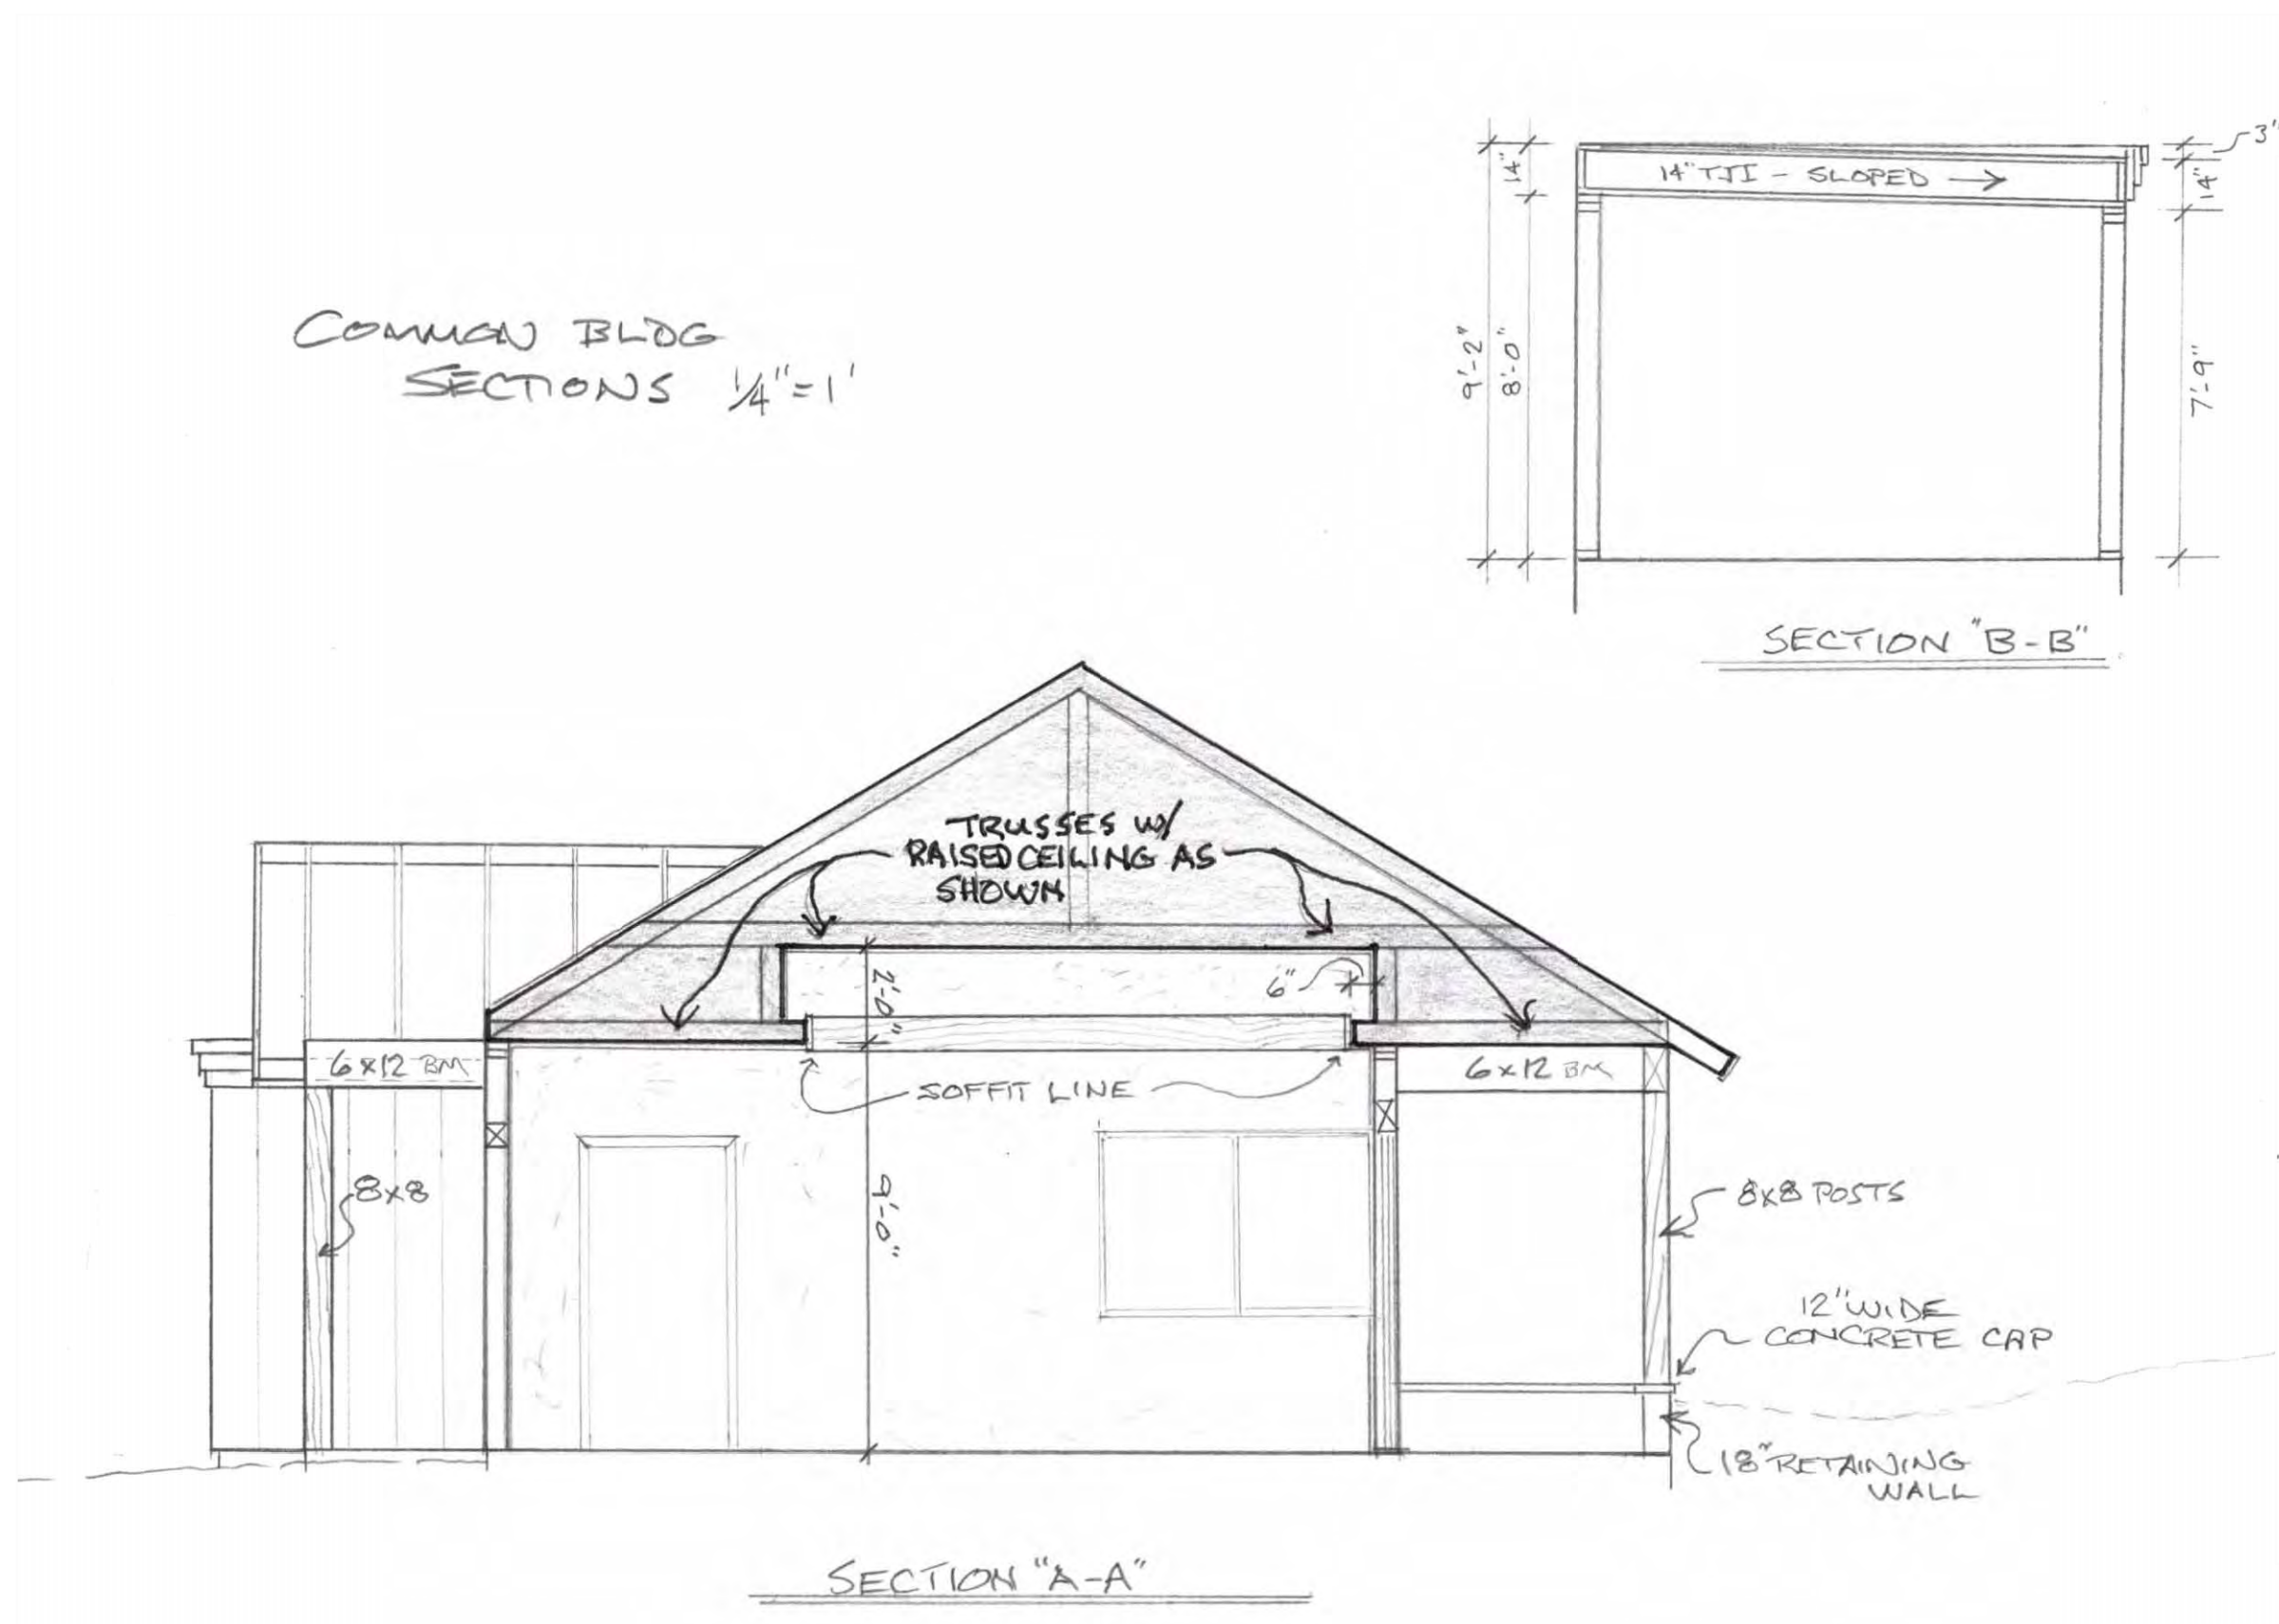 COMMON BLDG
SECTIONS 1/4"=1'
3"
14"
14" TJI - SLOPED
14"
9'-2"
8'-0"
7'-9"
SECTION "B-B"
TRUSSES W/
RAISED CEILING AS
SHOWN
2'-0"
6"
6x12 BM
6x12 BM
SOFFIT LINE
8x8
9'-0"
8x8 POSTS
12" WIDE
CONCRETE CAP
18" RETAINING
WALL
SECTION "A-A"